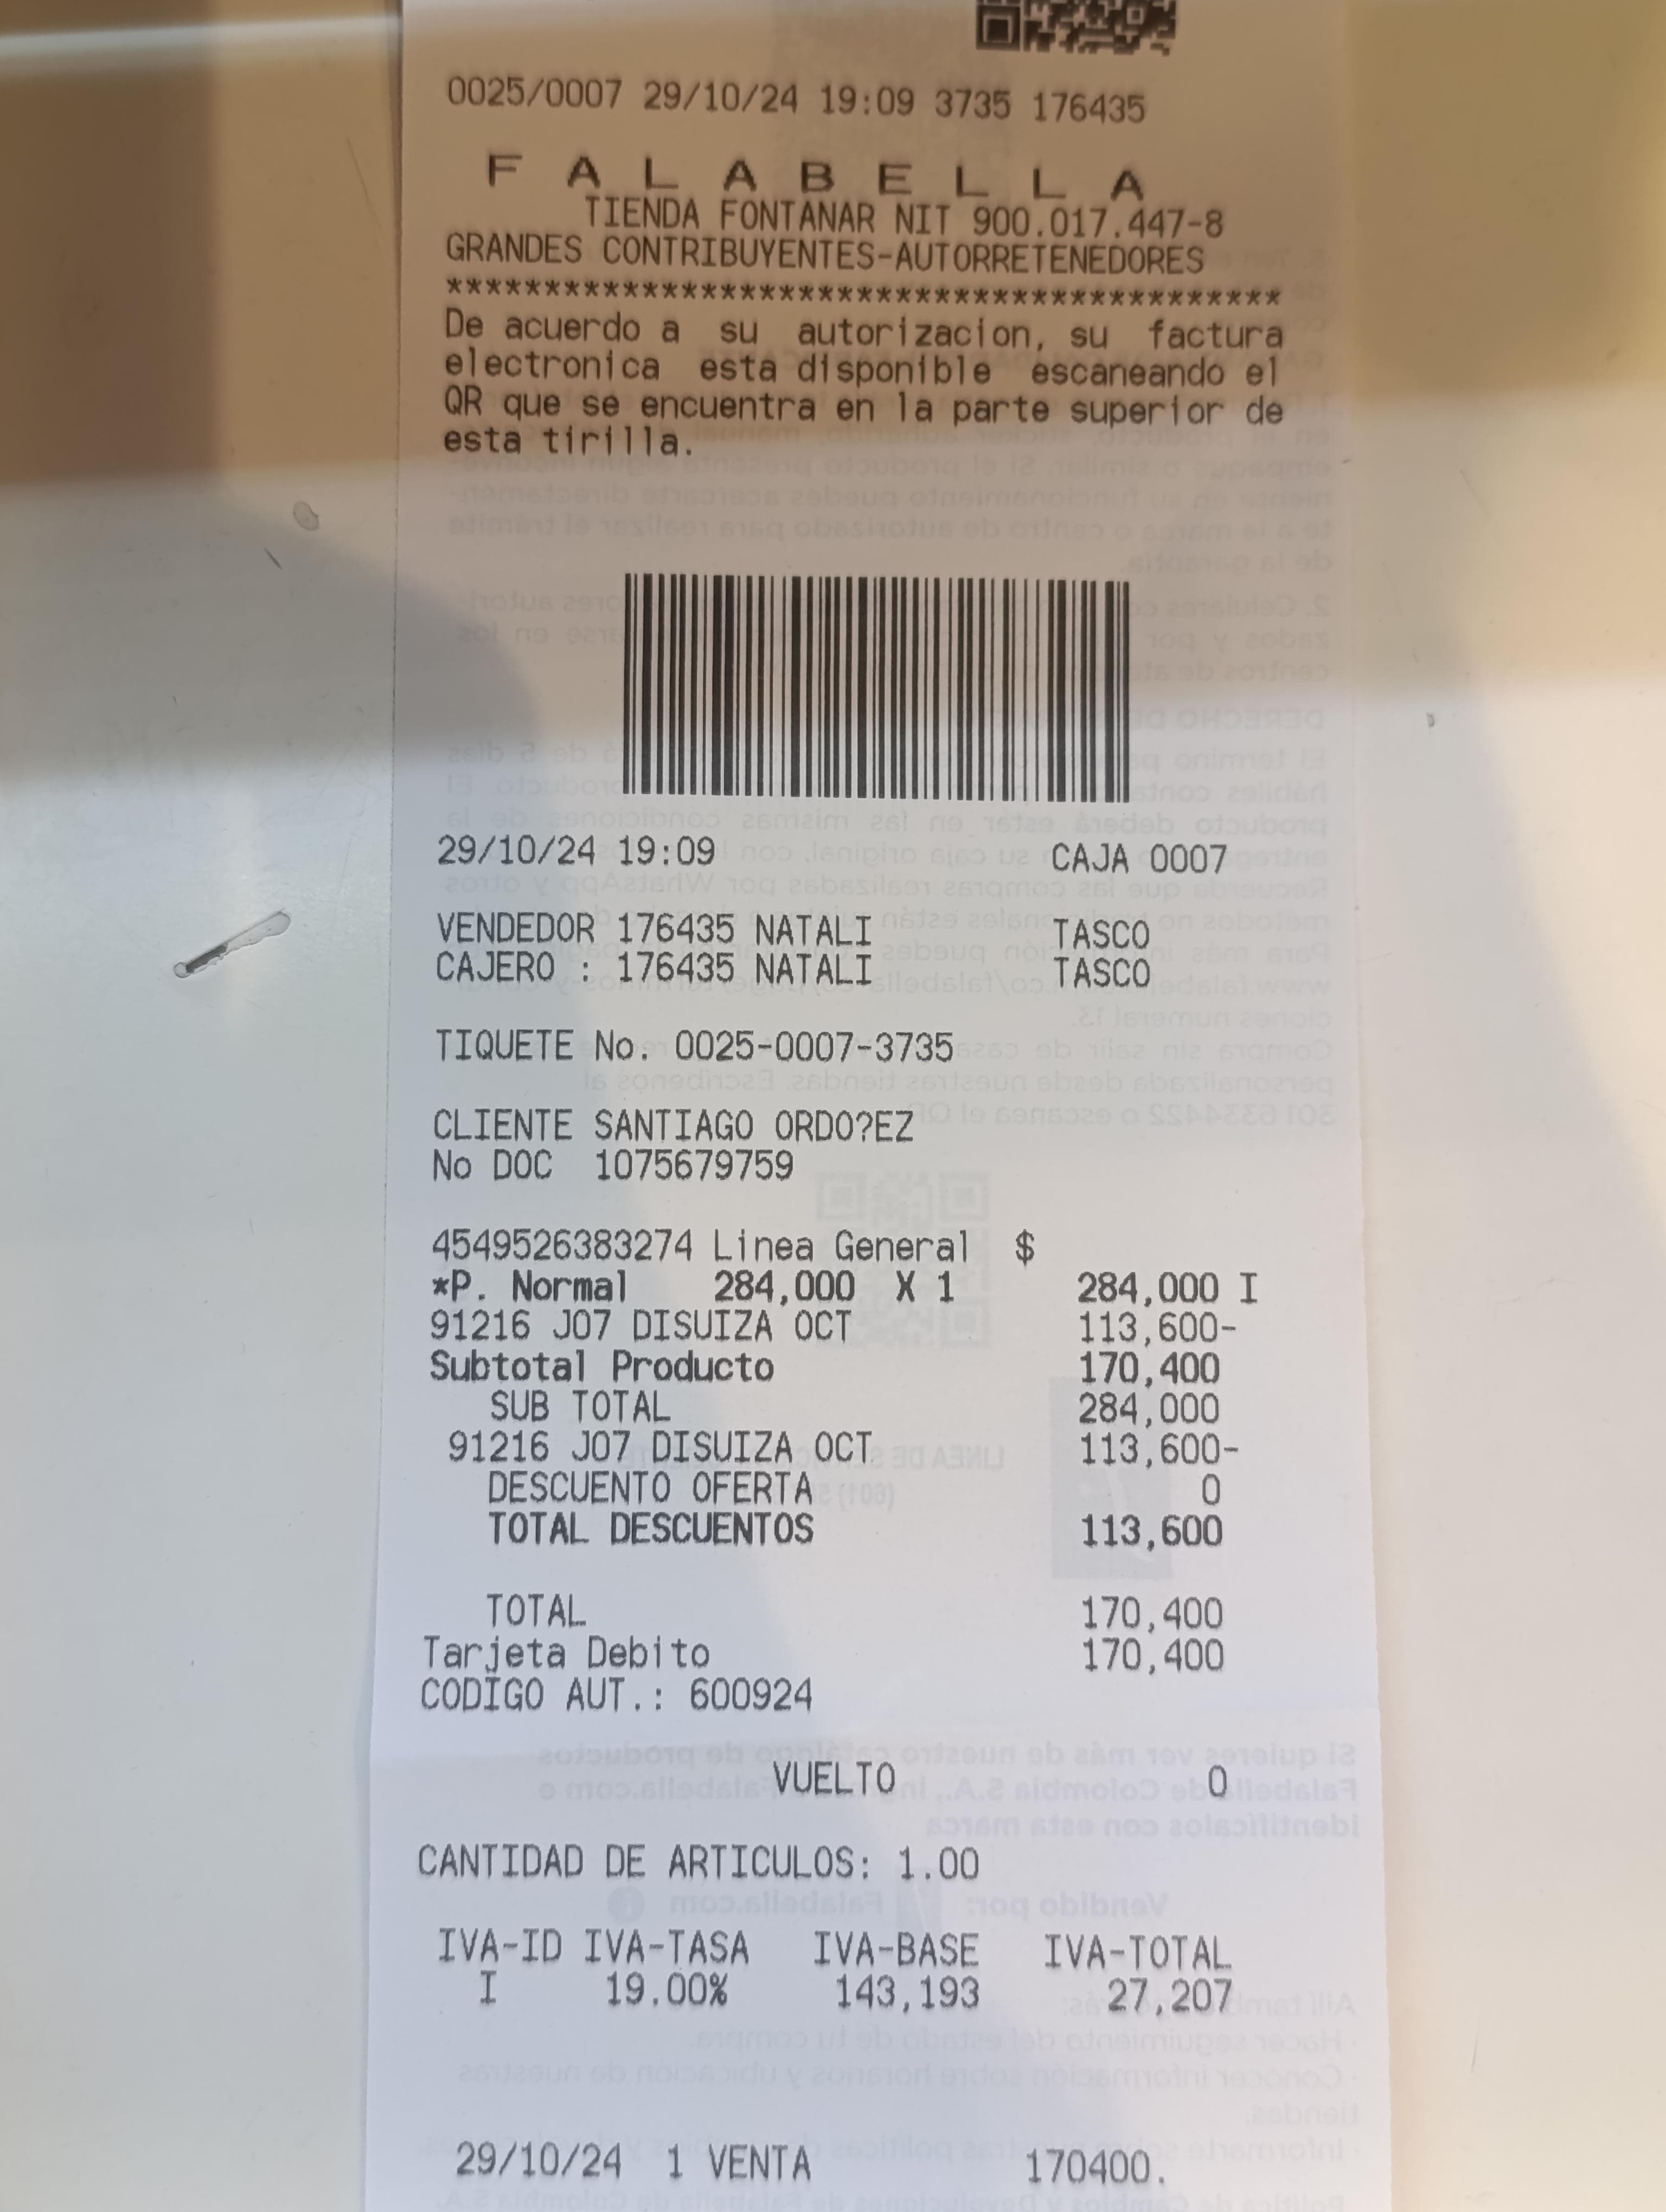 0025/0007 29/10/24 19:09 3735 176435
F A L A B E L L A
TIENDA FONTANAR NIT 900.017.447-8
GRANDES CONTRIBUYENTES-AUTORRETENEDORES
******************************************
De acuerdo a su autorizacion, su factura
electronica esta disponible escaneando el
QR que se encuentra en la parte superior de
esta tirilla.
29/10/24 19:09 CAJA 0007
VENDEDOR 176435 NATALI TASCO
CAJERO : 176435 NATALI TASCO
TIQUETE No. 0025-0007-3735
CLIENTE SANTIAGO ORDO?EZ
No DOC 1075679759
4549526383274 Linea General $
*P. Normal 284,000 X 1 284,000 I
91216 J07 DISUIZA OCT 113,600-
Subtotal Producto 170,400
SUB TOTAL 284,000
91216 J07 DISUIZA OCT 113,600-
DESCUENTO OFERTA 0
TOTAL DESCUENTOS 113,600
TOTAL 170,400
Tarjeta Debito 170,400
CODIGO AUT.: 600924
VUELTO 0
CANTIDAD DE ARTICULOS: 1.00
IVA-ID IVA-TASA IVA-BASE IVA-TOTAL
I 19.00% 143,193 27,207
29/10/24 1 VENTA 170400.